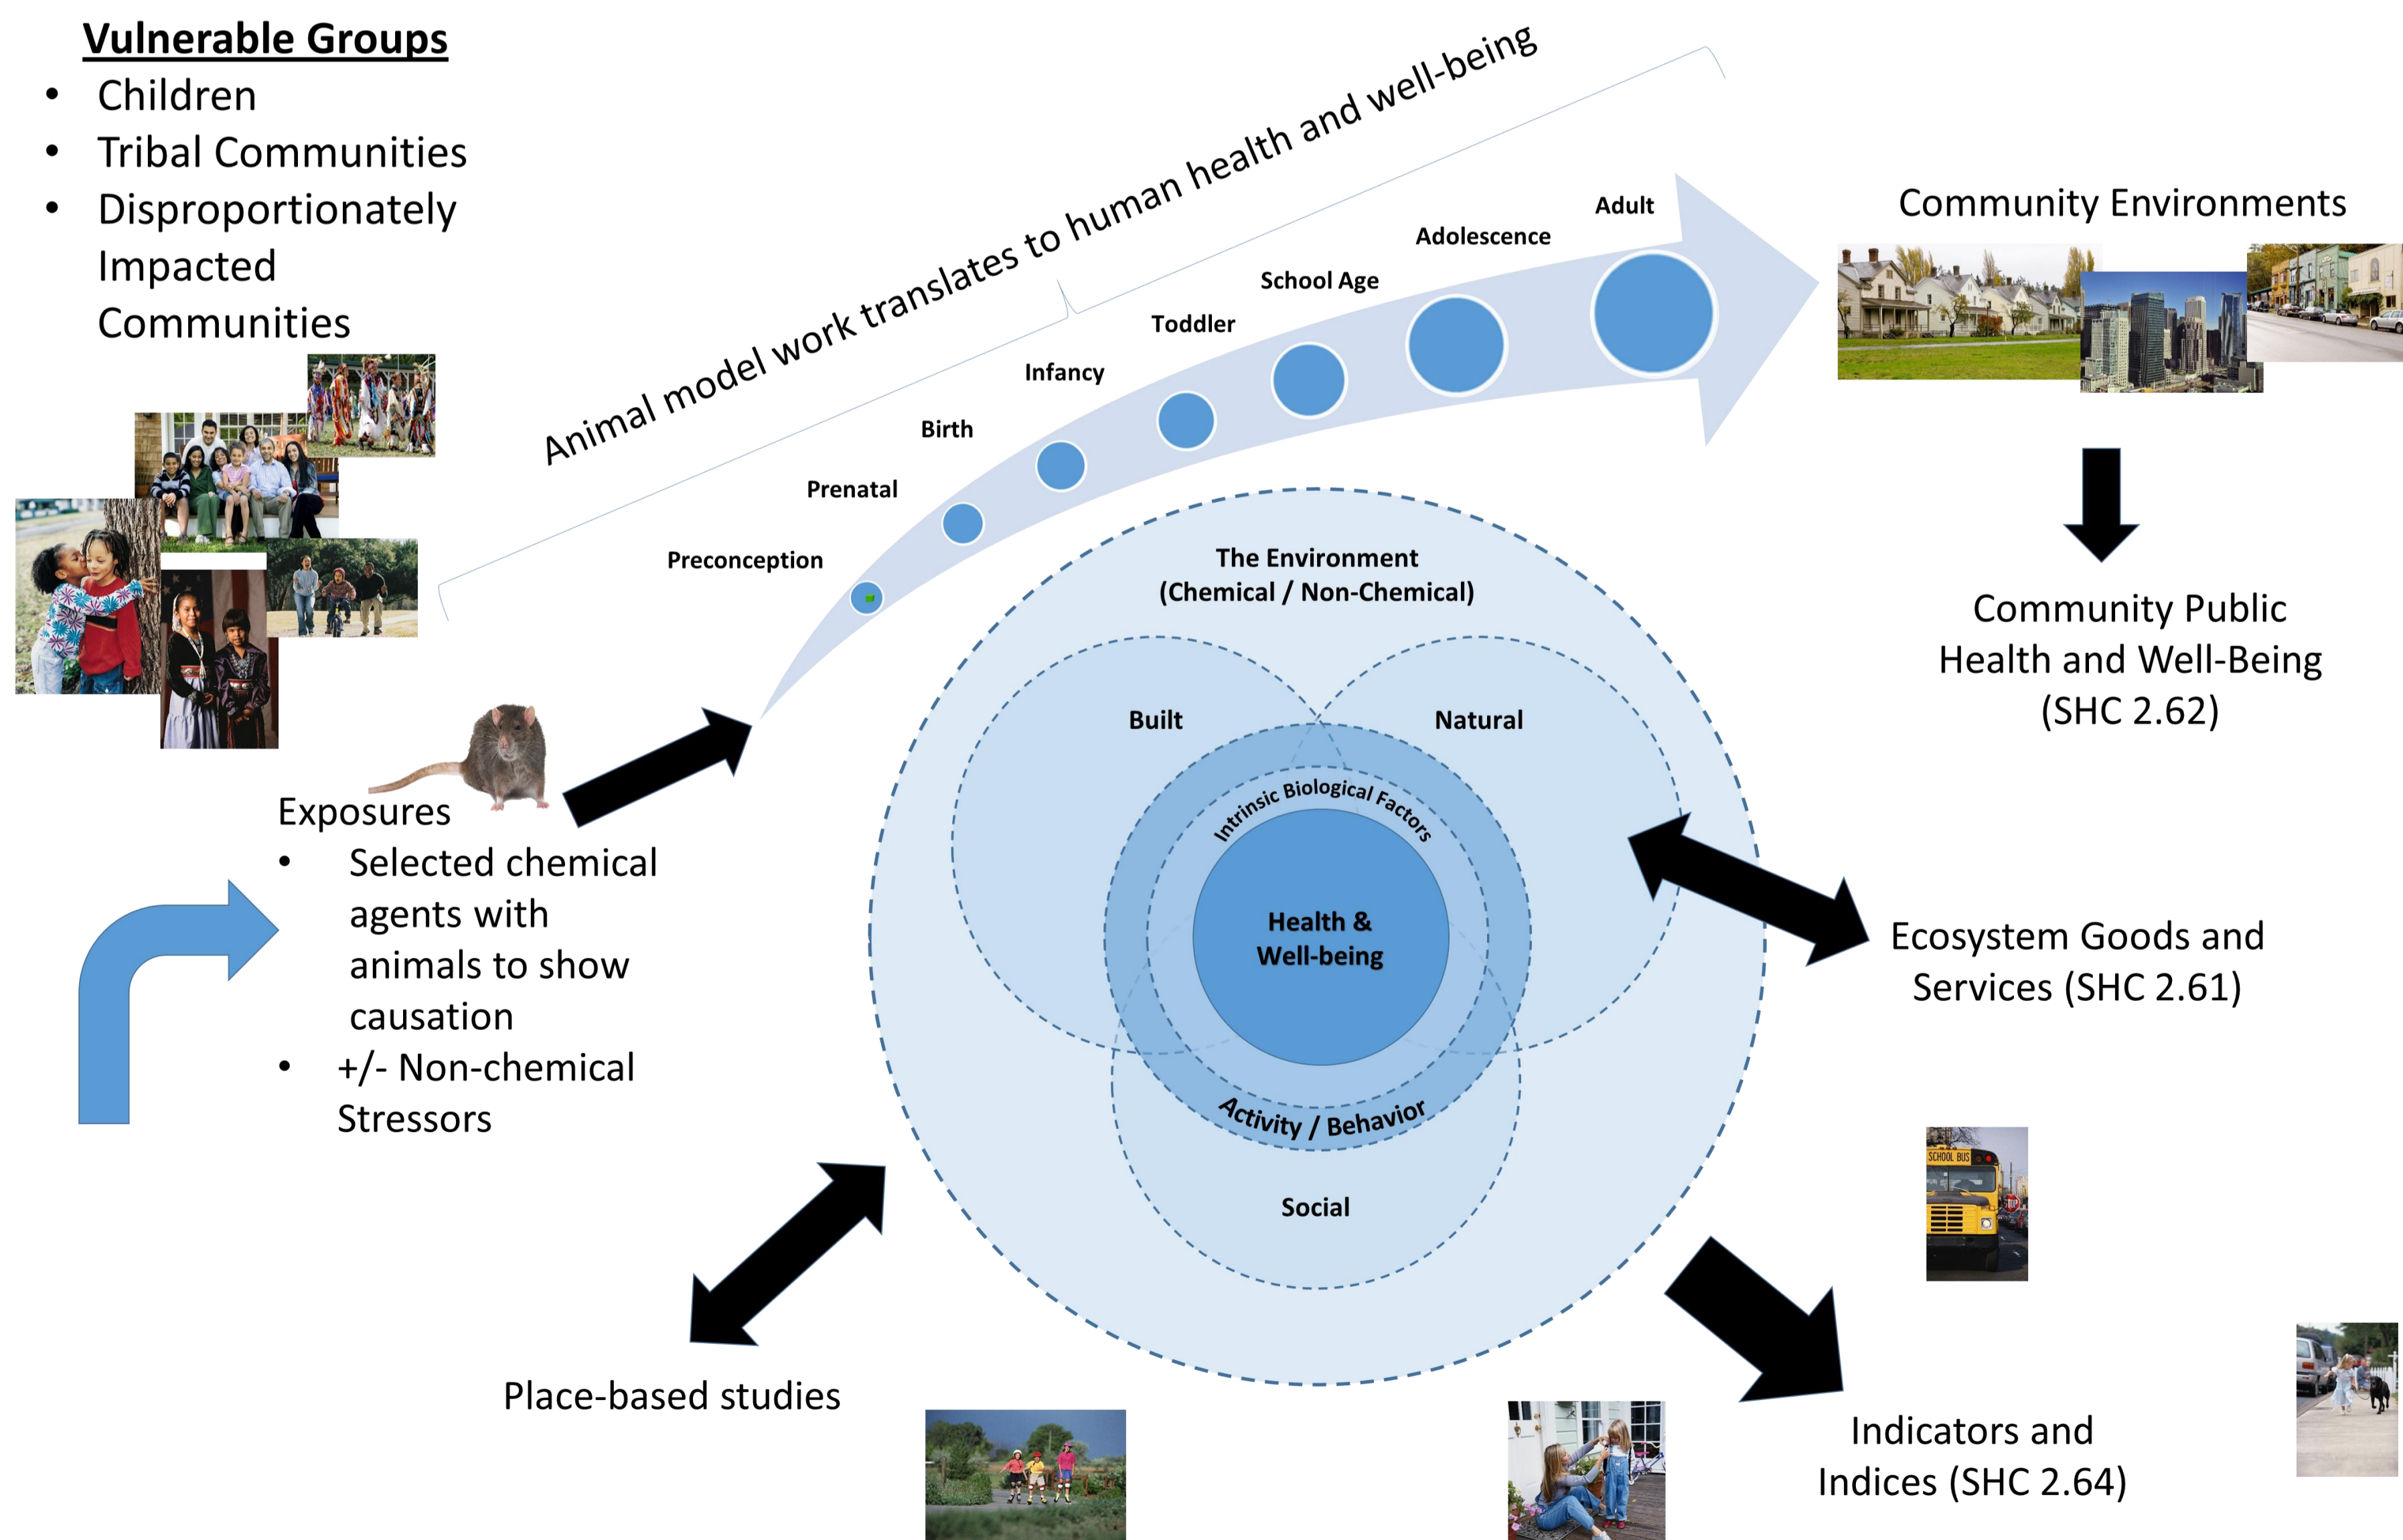 Vulnerable Groups
• Children
• Tribal Communities
• Disproportionately
Impacted
Communities
Animal model work translates to human health and well-being
Preconception
Prenatal
Birth
Infancy
Toddler
School Age
Adolescence
Adult
Community Environments
Community Public
Health and Well-Being
(SHC 2.62)
Exposures
• Selected chemical
agents with
animals to show
causation
• +/- Non-chemical
Stressors
The Environment
(Chemical / Non-Chemical)
Built
Natural
Intrinsic Biological Factors
Health &
Well-being
Activity / Behavior
Social
Ecosystem Goods and
Services (SHC 2.61)
SCHOOL BUS
STOP
Place-based studies
Indicators and
Indices (SHC 2.64)